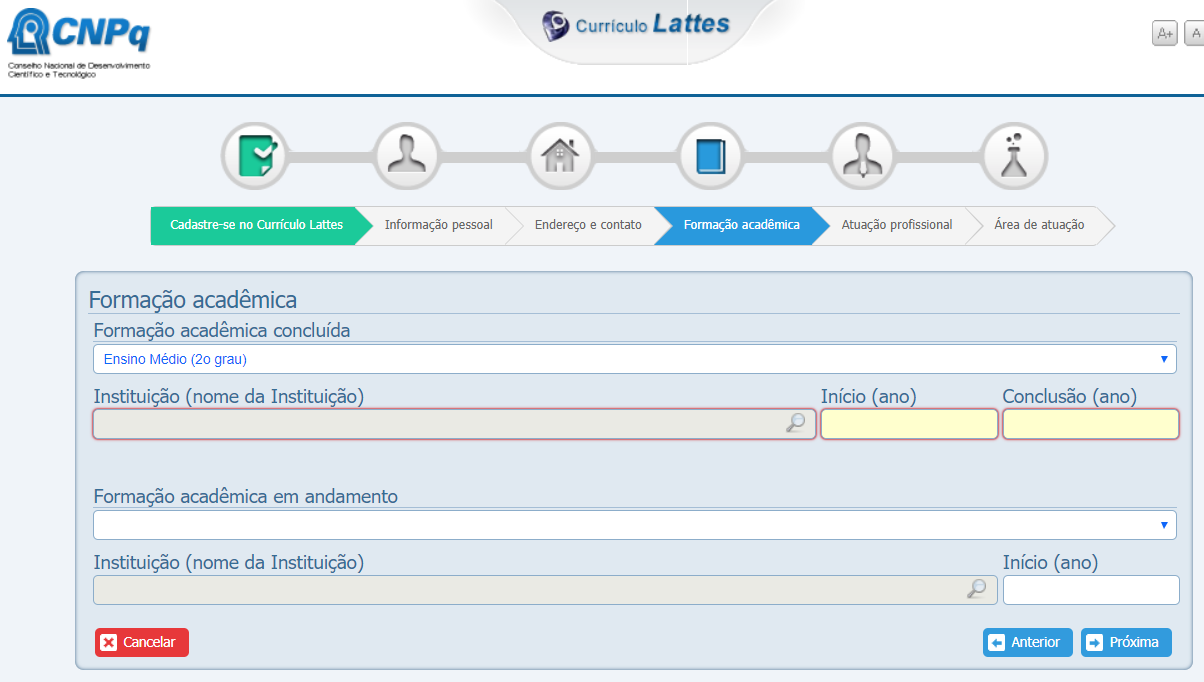 CNPq
Conselho Nacional de Desenvolvimento
Científico e Tecnológico
Currículo Lattes
A+ A
Cadastre-se no Currículo Lattes Informação pessoal Endereço e contato Formação acadêmica Atuação profissional Área de atuação
Formação acadêmica
Formação acadêmica concluída
Ensino Médio (2o grau)
Instituição (nome da Instituição) Início (ano) Conclusão (ano)
Formação acadêmica em andamento
Instituição (nome da Instituição) Início (ano)
Cancelar Anterior Próxima